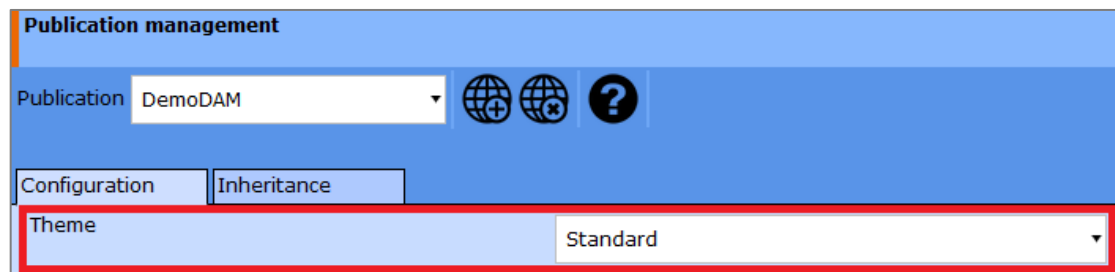 Publication management
Publication DemoDAM
Configuration Inheritance
Theme Standard